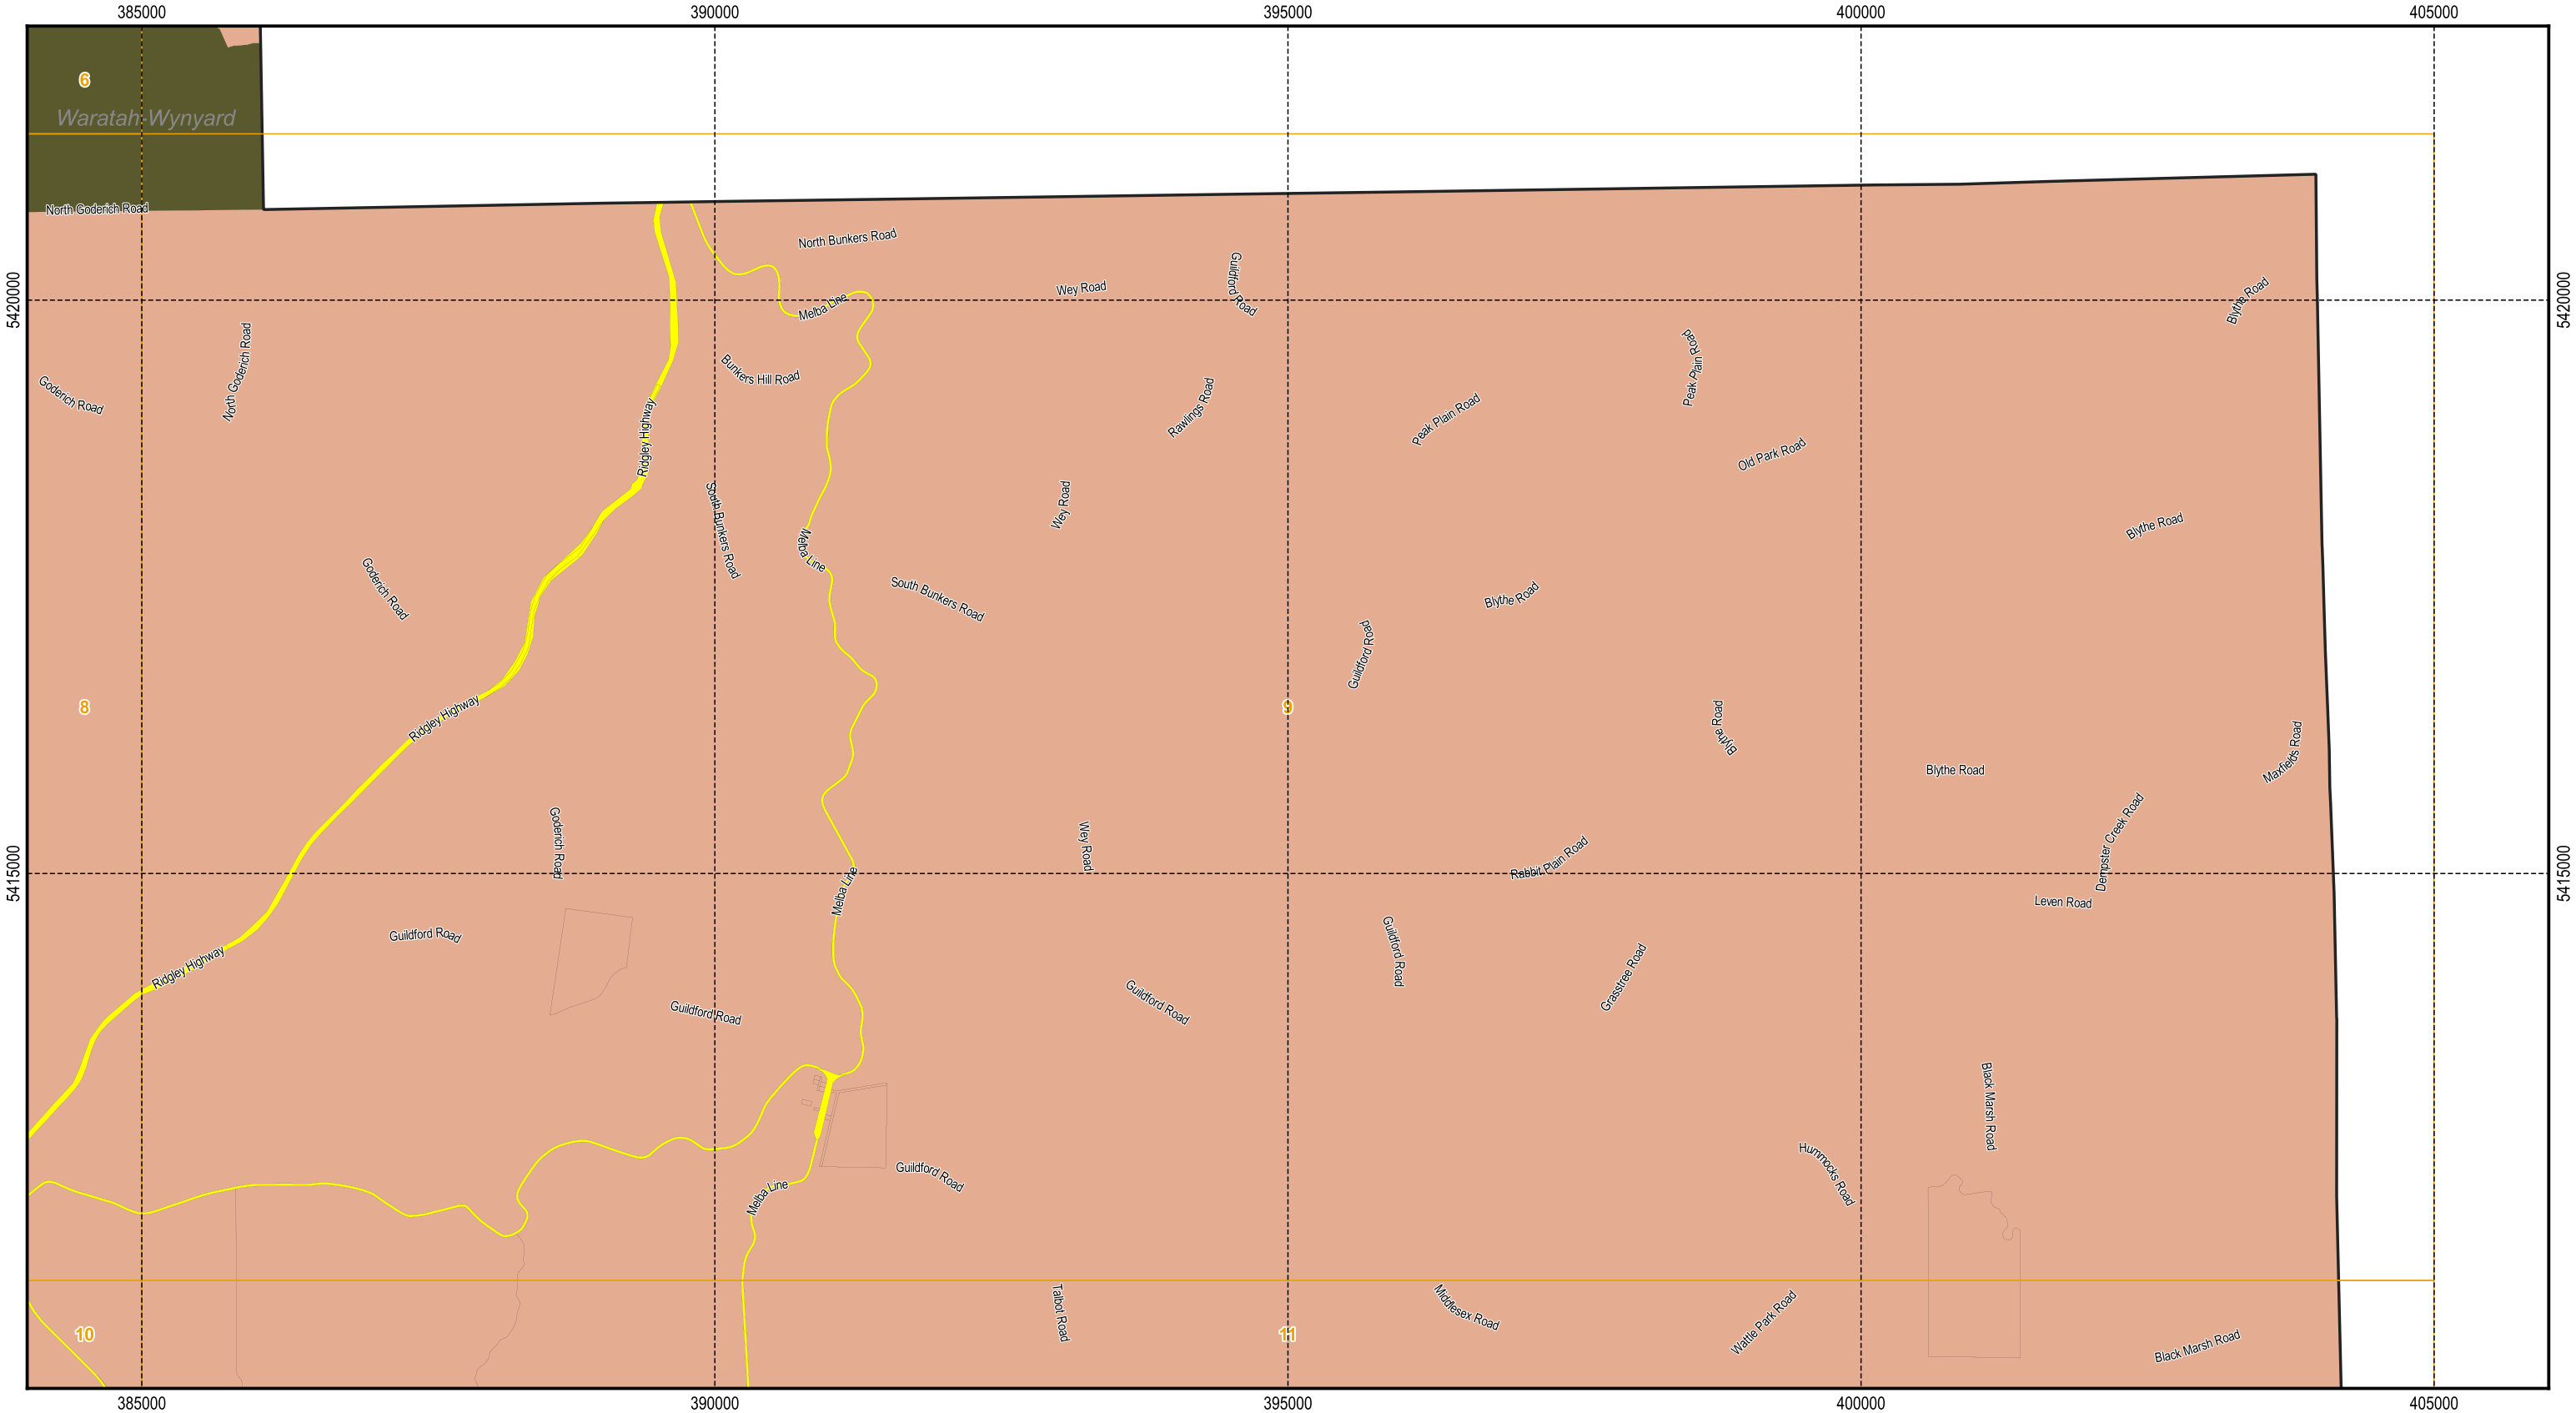 385000
390000
395000
400000
405000
6
Waratah-Wynyard
North Goderich Road
North Bunkers Road
Guildford Road
Wey Road
5420000
5420000
Melba Line
Blythe Road
North Goderich Road
Peak Plain Road
Goderich Road
Bunkers Hill Road
Rawlings Road
Peak Plain Road
Ridgley Highway
Old Park Road
South Bunkers Road
Wey Road
Melba Line
Blythe Road
Goderich Road
South Bunkers Road
Blythe Road
Guildford Road
8
Ridgley Highway
9
Blythe Road
Maxfields Road
Blythe Road
Goderich Road
Wey Road
Rabbit Plain Road
Dempster Creek Road
5415000
5415000
Melba Line
Leven Road
Guildford Road
Guildford Road
Ridgley Highway
Grasstree Road
Guildford Road
Guildford Road
Black Marsh Road
Guildford Road
Hummocks Road
Melba Line
Talbot Road
Middlesex Road
Wattle Park Road
10
11
Black Marsh Road
385000
390000
395000
400000
405000